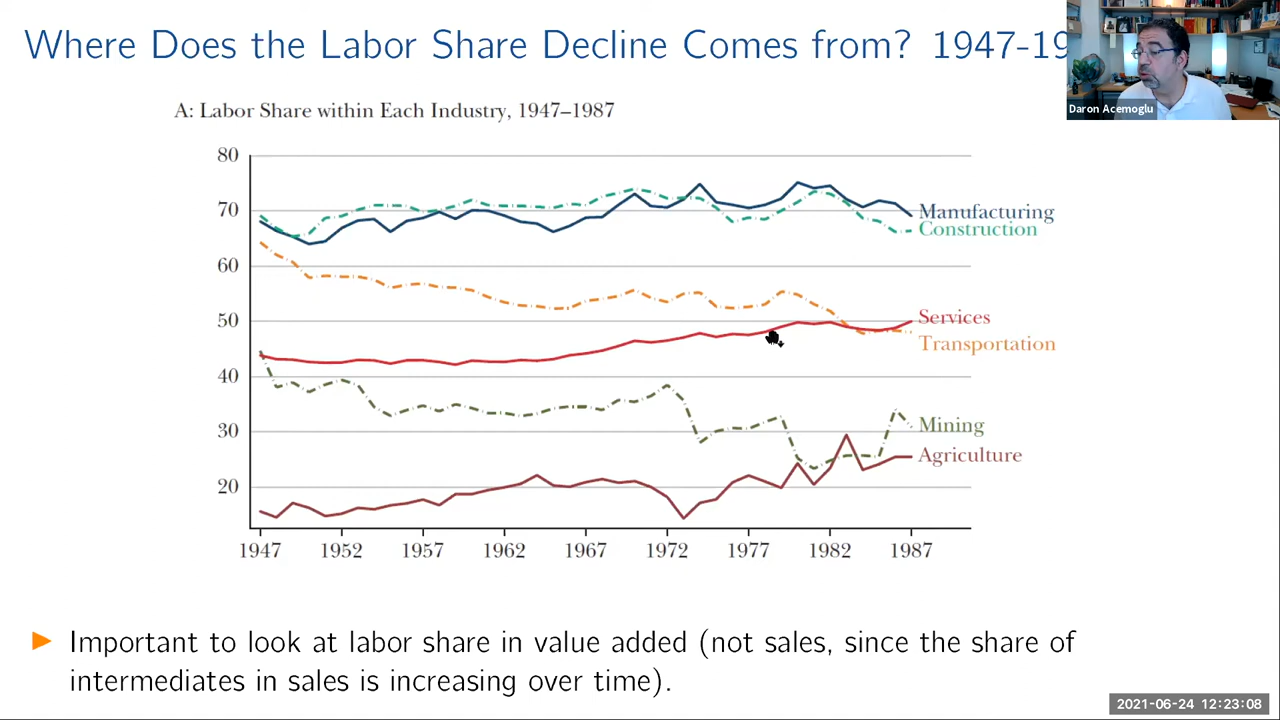 Where Does the Labor Share Decline Comes from? 1947-19
Daron Acemoglu
A: Labor Share within Each Industry, 1947–1987
80
70
60
50
40
30
20
Manufacturing
Construction
Services
Transportation
Mining
Agriculture
1947 1952 1957 1962 1967 1972 1977 1982 1987
Important to look at labor share in value added (not sales, since the share of
intermediates in sales is increasing over time).
2021-06-24 12:23:08